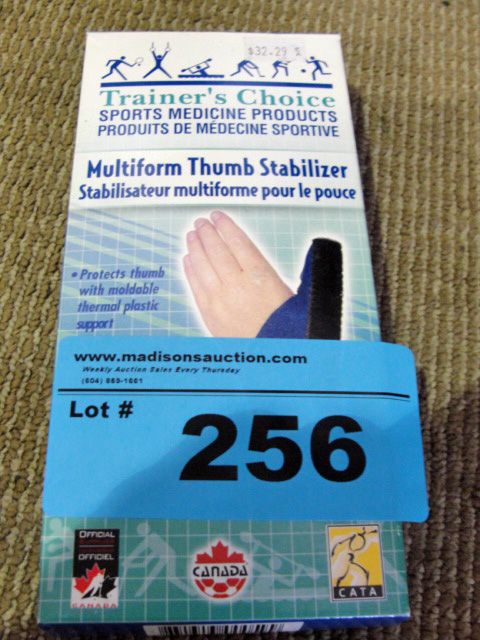 $32.29
Trainer's Choice
SPORTS MEDICINE PRODUCTS
PRODUITS DE MÉDECINE SPORTIVE
Multiform Thumb Stabilizer
Stabilisateur multiforme pour le pouce
• Protects thumb
with moldable
thermal plastic
support
www.madisonsauction.com
Weekly Auction Sales Every Thursday
Lot #
256
OFFICIAL
OFFICIEL
CANADA
CANADA
CATA